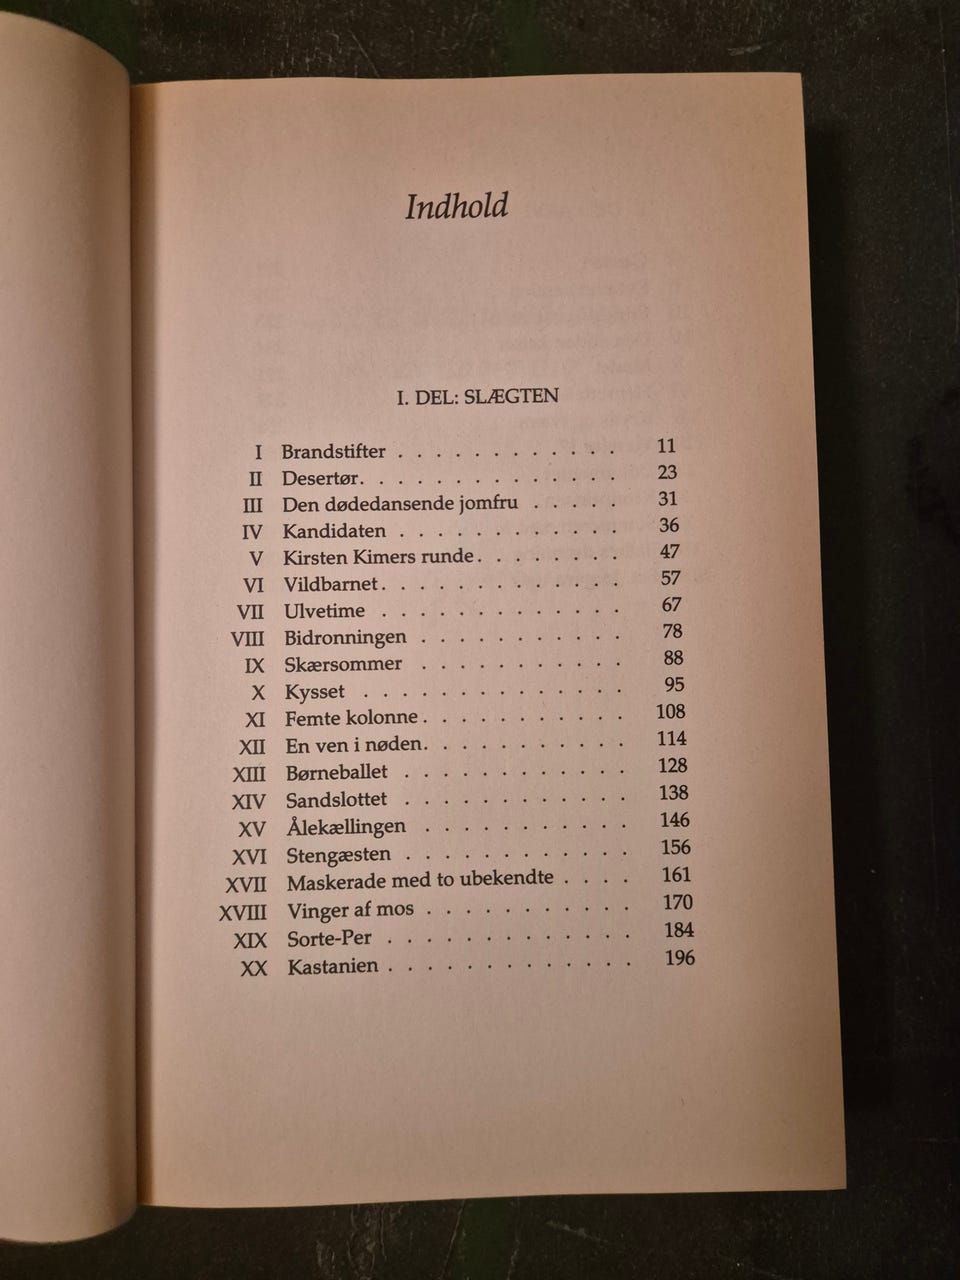 Indhold
I. DEL: SLÆGTEN
I Brandstifter . . . . . . . . . . . . 11
II Desertør. . . . . . . . . . . . . . 23
III Den dødedansende jomfru . . . . . 31
IV Kandidaten . . . . . . . . . . . . 36
V Kirsten Kimers runde. . . . . . . . 47
VI Vildbarnet. . . . . . . . . . . . . 57
VII Ulvetime . . . . . . . . . . . . . 67
VIII Bidronningen . . . . . . . . . . . 78
IX Skærsommer . . . . . . . . . . . 88
X Kysset . . . . . . . . . . . . . . 95
XI Femte kolonne. . . . . . . . . . . 108
XII En ven i nøden. . . . . . . . . . . 114
XIII Børneballet . . . . . . . . . . . . 128
XIV Sandslottet . . . . . . . . . . . . 138
XV Ålekællingen . . . . . . . . . . . 146
XVI Stengæsten . . . . . . . . . . . . 156
XVII Maskerade med to ubekendte . . . . 161
XVIII Vinger af mos . . . . . . . . . . . 170
XIX Sorte-Per . . . . . . . . . . . . . 184
XX Kastanien . . . . . . . . . . . . . 196